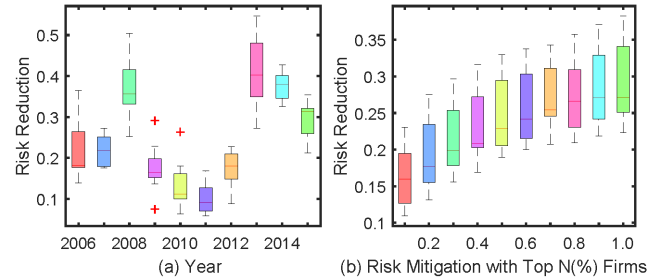 Risk Reduction
0.5
0.4
0.3
0.2
0.1
2006 2008 2010 2012 2014
(a) Year
Risk Reduction
0.35
0.3
0.25
0.2
0.15
0.1
0.2 0.4 0.6 0.8 1.0
(b) Risk Mitigation with Top N(%) Firms